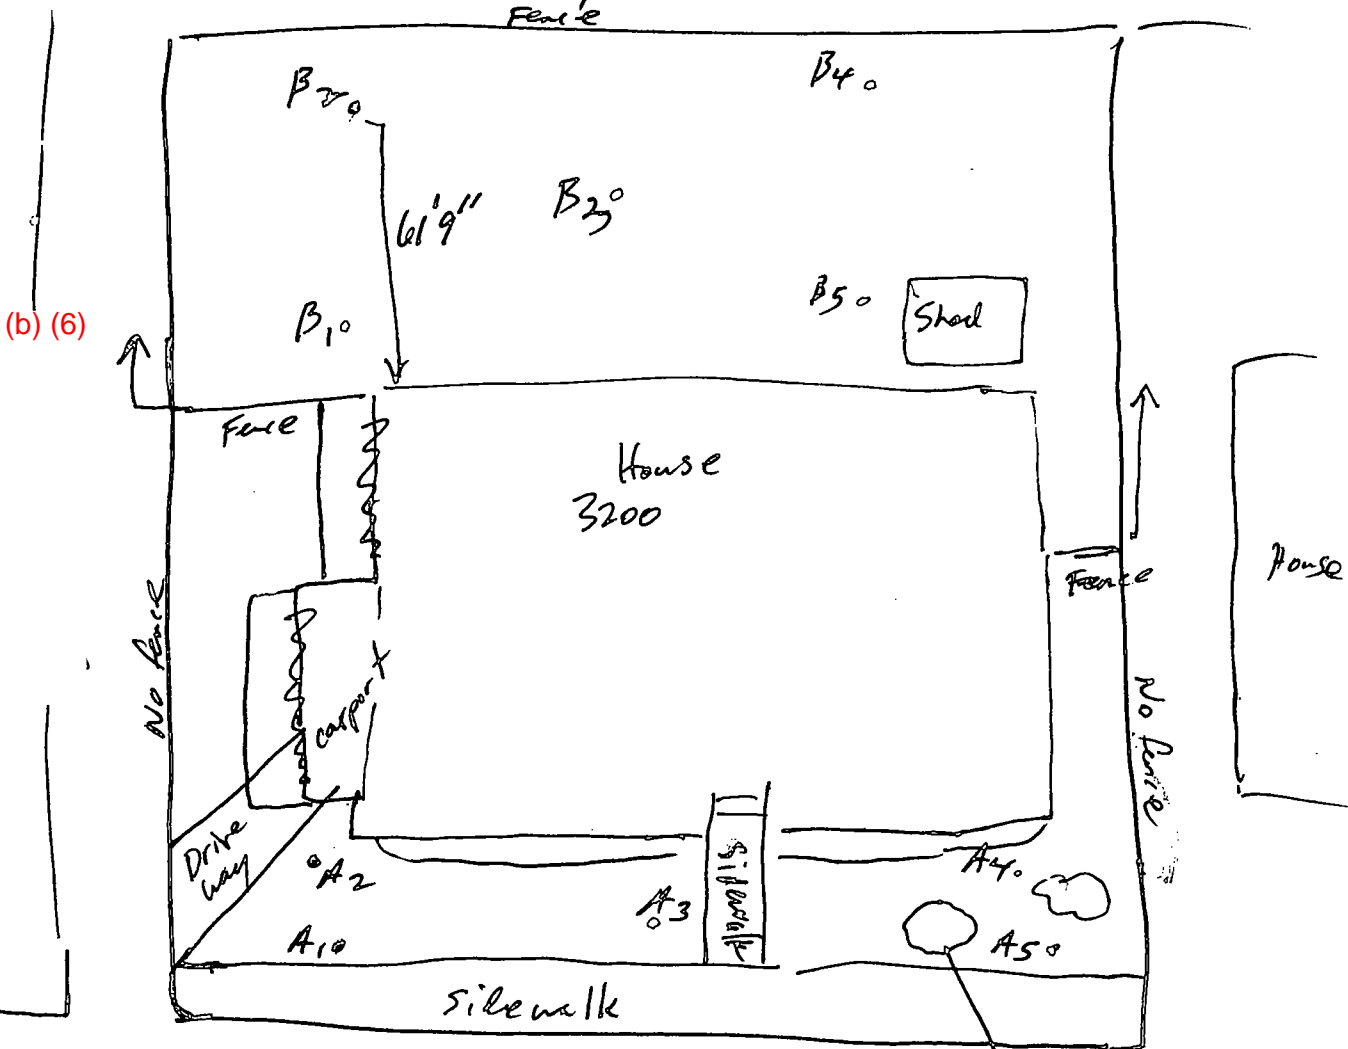 Fence
B4
B2
61'9"
B3
B5
Shed
(b) (6)
B1
Fence
House
3200
House
Fence
No fence
carport
No fence
Drive
way
A2
Sidewalk
A3
A4
A1
A5
Sidewalk